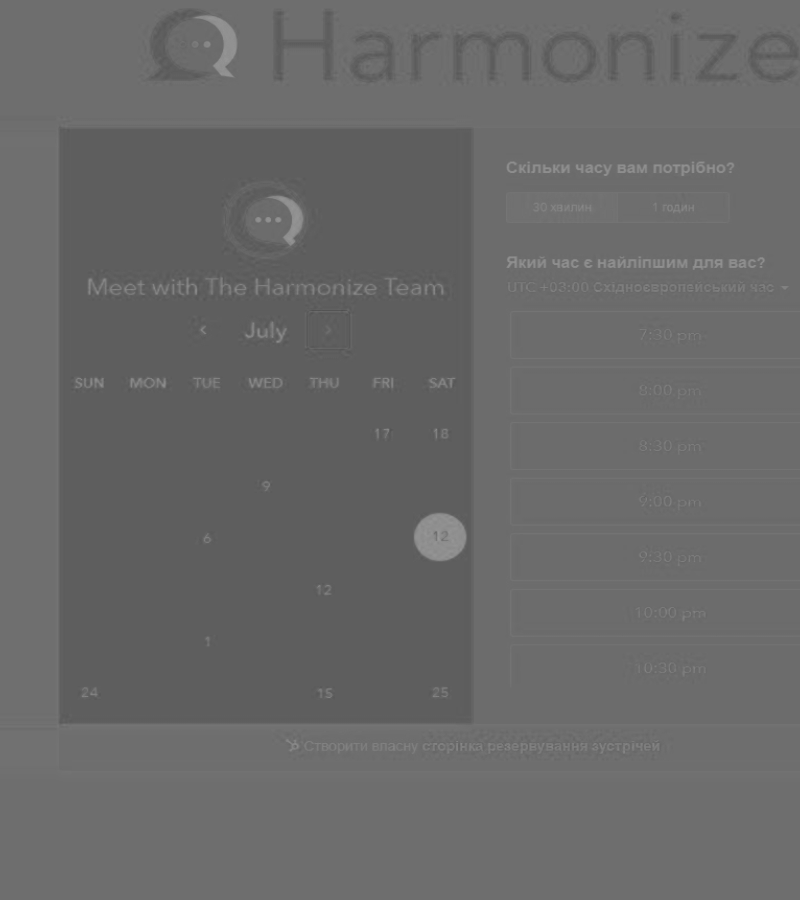 Harmonize
Meet with The Harmonize Team
July
SUN MON TUE WED THU FRI SAT
17 18
9
6 12
12
1
24 15 25
Скільки часу вам потрібно?
30 хвилин 1 годин
Який час є найліпшим для вас?
UTC +03:00 Східноєвропейський час
7:30 pm
8:00 pm
8:30 pm
9:00 pm
9:30 pm
10:00 pm
10:30 pm
Створити власну сторінка резервування зустрічей